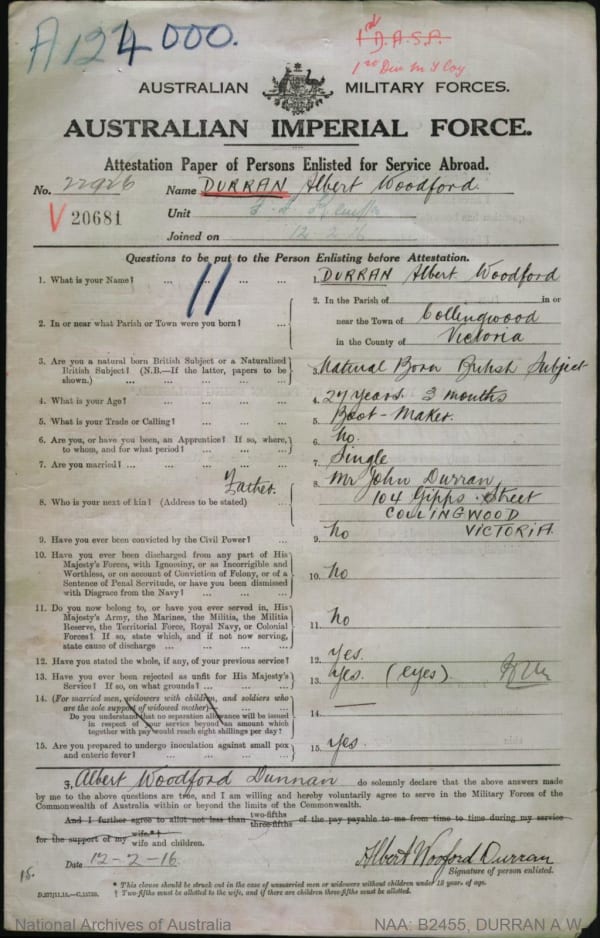 A124000.
1st D.A.S.A.
1st Div M T Coy
AUSTRALIAN MILITARY FORCES.
AUSTRALIAN IMPERIAL FORCE.
Attestation Paper of Persons Enlisted for Service Abroad.
No. 22926 Name DURRAN Albert Woodford.
V 20681 Unit
Joined on 12.2.16
Questions to be put to the Person Enlisting before Attestation.
11
1. What is your Name? ... ... ... ... 1. DURRAN Albert Woodford
2. In or near what Parish or Town were you born? ... 2. In the Parish of in or
near the Town of Collingwood
in the County of Victoria
3. Are you a natural born British Subject or a Naturalized British Subject? (N.B.—If the latter, papers to be shown.) ... ... ... ... 3. Natural Born British Subject
4. What is your Age? ... ... ... ... 4. 27 years 3 months
5. What is your Trade or Calling? ... ... ... 5. Boot-Maker.
6. Are you, or have you been, an Apprentice? If so, where, to whom, and for what period? ... ... ... 6. No.
7. Are you married? ... ... ... ... 7. Single
8. Who is your next of kin? (Address to be stated) ... Father. 8. Mr John Durran
104 Gipps Street
COLLINGWOOD
VICTORIA
9. Have you ever been convicted by the Civil Power? ... 9. No
10. Have you ever been discharged from any part of His Majesty's Forces, with Ignominy, or as Incorrigible and Worthless, or on account of Conviction of Felony, or of a Sentence of Penal Servitude, or have you been dismissed with Disgrace from the Navy? ... ... 10. No
11. Do you now belong to, or have you ever served in, His Majesty's Army, the Marines, the Militia, the Militia Reserve, the Territorial Force, Royal Navy, or Colonial Forces? If so, state which, and if not now serving, state cause of discharge ... ... ... 11. No
12. Have you stated the whole, if any, of your previous service? 12. Yes.
13. Have you ever been rejected as unfit for His Majesty's Service? If so, on what grounds? ... ... ... 13. Yes. (eyes).
14. (For married men, widowers with children, and soldiers who are the sole support of widowed mother)—
Do you understand that no separation allowance will be issued in respect of your service beyond an amount which together with pay would reach eight shillings per day? 14. —
15. Are you prepared to undergo inoculation against small pox and enteric fever? ... ... ... ... 15. Yes.
I, Albert Woodford Durran do solemnly declare that the above answers made
by me to the above questions are true, and I am willing and hereby voluntarily agree to serve in the Military Forces of the
Commonwealth of Australia within or beyond the limits of the Commonwealth.
And I further agree to allot not less than two-fifths three-fifths of the pay payable to me from time to time during my service
for the support of my wife.*† wife and children.
Date 12-2-16. Albert Wooford Durran
Signature of person enlisted.
15.
* This clause should be struck out in the case of unmarried men or widowers without children under 18 years of age.
† Two-fifths must be allotted to the wife, and if there are children three-fifths must be allotted.
National Archives of Australia NAA: B2455, DURRAN A W